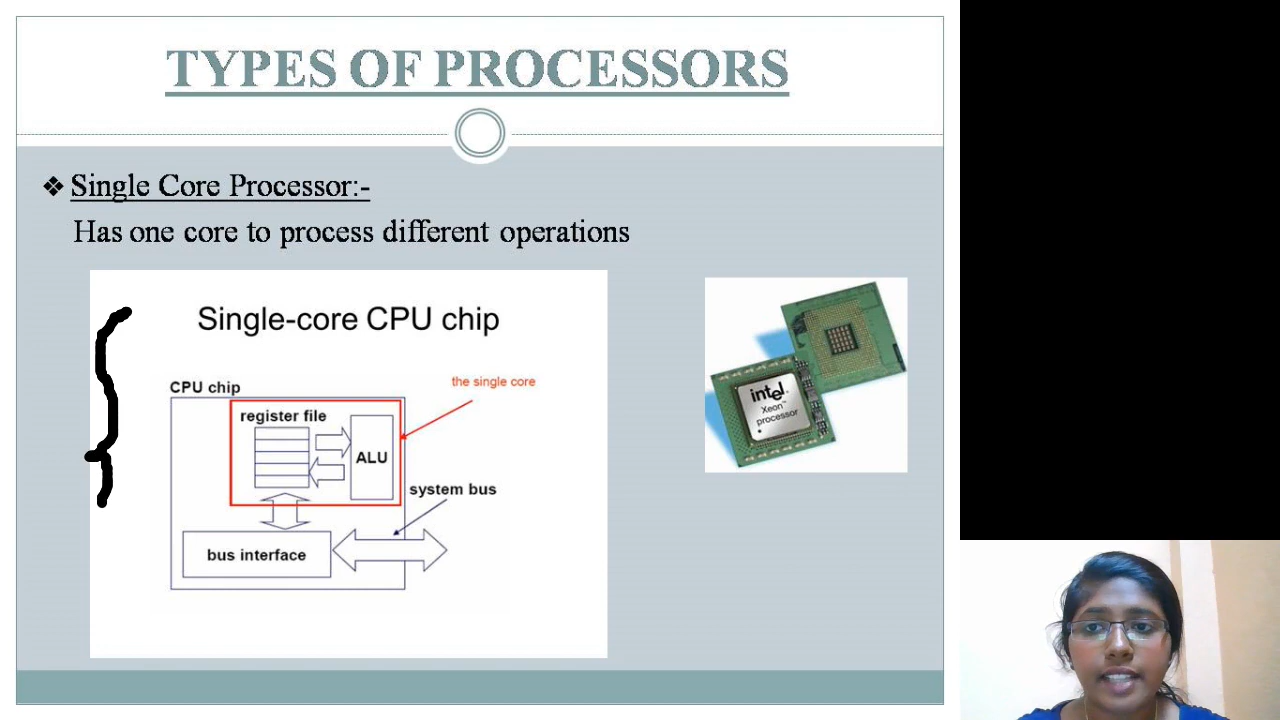 TYPES OF PROCESSORS
❖ Single Core Processor:-
Has one core to process different operations
Single-core CPU chip
CPU chip
the single core
register file
ALU
system bus
bus interface
intel
Xeon™
processor